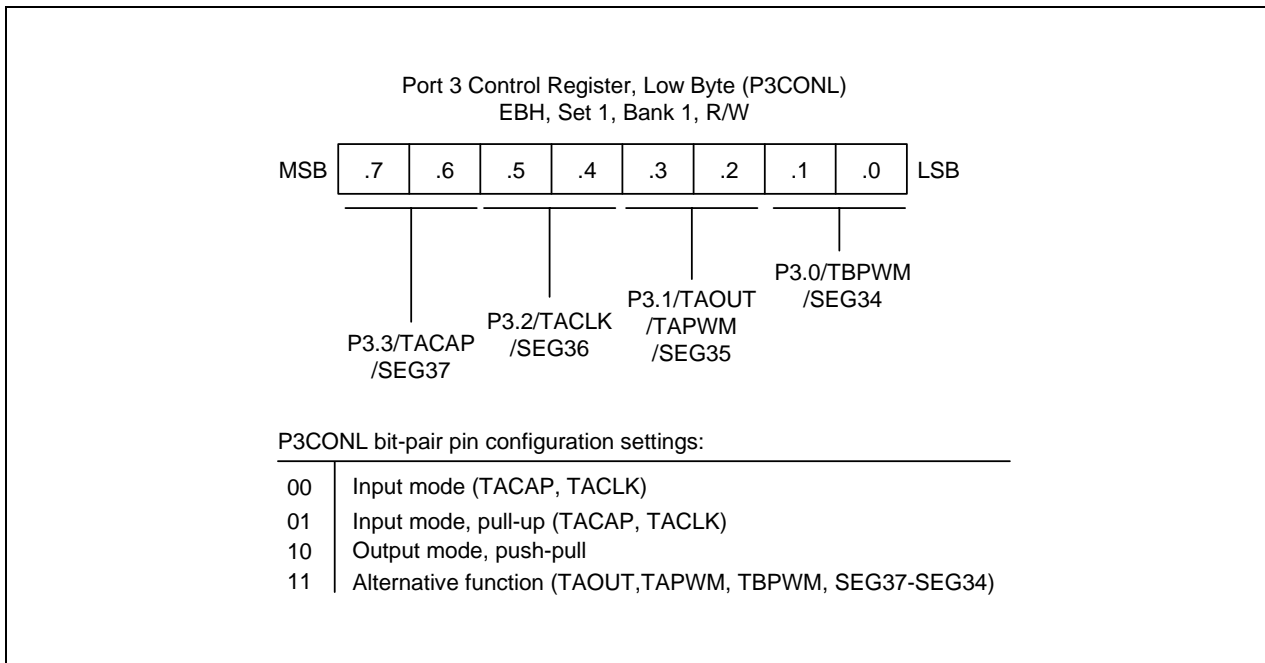 Port 3 Control Register, Low Byte (P3CONL)
EBH, Set 1, Bank 1, R/W
MSB .7 .6 .5 .4 .3 .2 .1 .0 LSB
P3.3/TACAP
/SEG37
P3.2/TACLK
/SEG36
P3.1/TAOUT
/TAPWM
/SEG35
P3.0/TBPWM
/SEG34
P3CONL bit-pair pin configuration settings:
00 Input mode (TACAP, TACLK)
01 Input mode, pull-up (TACAP, TACLK)
10 Output mode, push-pull
11 Alternative function (TAOUT,TAPWM, TBPWM, SEG37-SEG34)